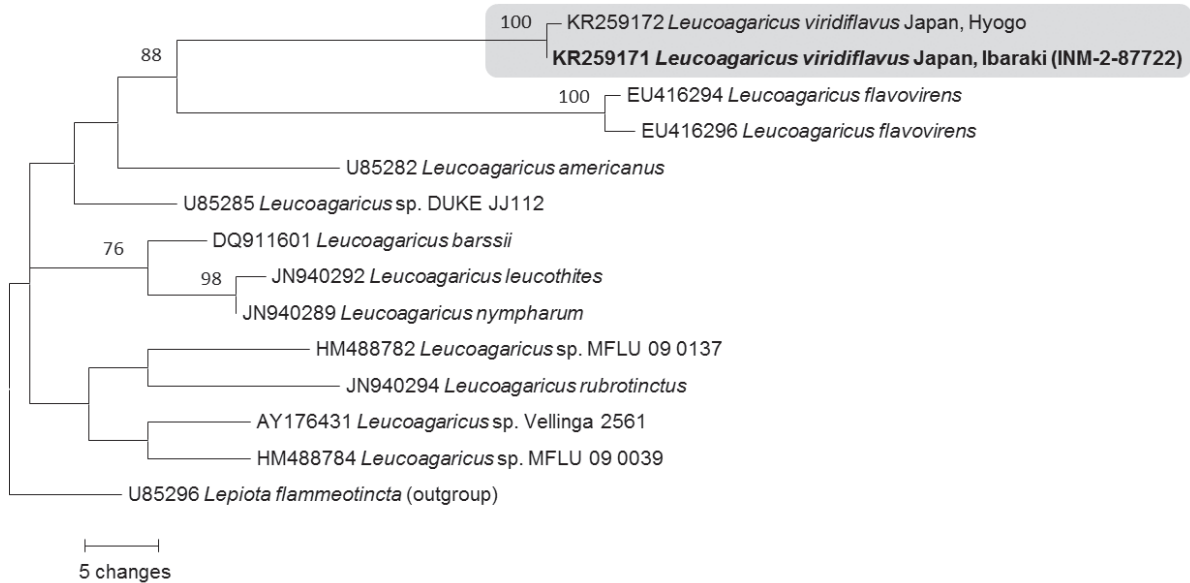 100
KR259172 Leucoagaricus viridiflavus Japan, Hyogo
KR259171 Leucoagaricus viridiflavus Japan, Ibaraki (INM-2-87722)
88
100
EU416294 Leucoagaricus flavovirens
EU416296 Leucoagaricus flavovirens
U85282 Leucoagaricus americanus
U85285 Leucoagaricus sp. DUKE JJ112
76
DQ911601 Leucoagaricus barssii
98
JN940292 Leucoagaricus leucothites
JN940289 Leucoagaricus nympharum
HM488782 Leucoagaricus sp. MFLU 09 0137
JN940294 Leucoagaricus rubrotinctus
AY176431 Leucoagaricus sp. Vellinga 2561
HM488784 Leucoagaricus sp. MFLU 09 0039
U85296 Lepiota flammeotincta (outgroup)
5 changes